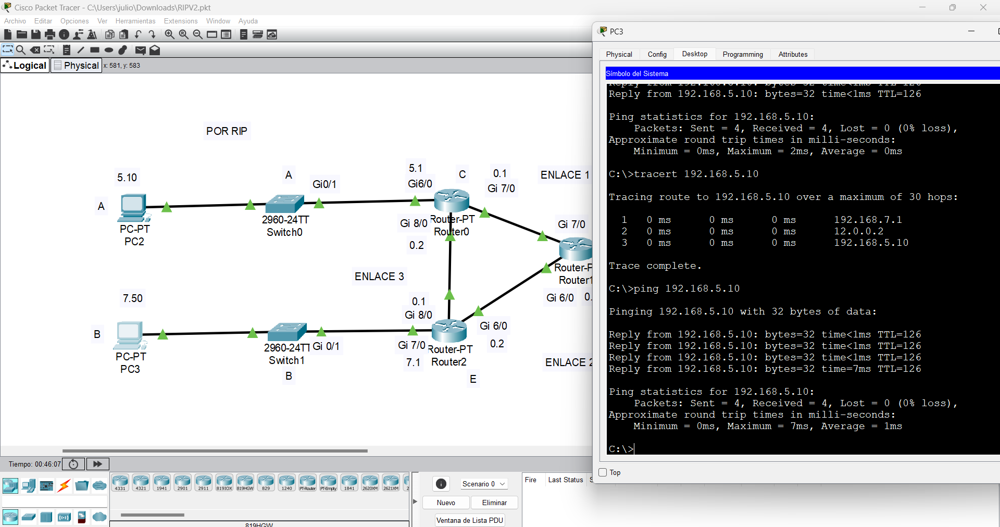 Cisco Packet Tracer - C:\Users\julio\Downloads\RIPV2.pkt
Archivo Editar Opciones Ver Herramientas Extensions Window Ayuda
Logical Physical x: 581, y: 583
POR RIP
5.10
A
Gi0/1
5.1
Gi6/0
C
0.1
Gi 7/0
ENLACE 1
A
PC-PT
PC2
2960-24TT
Switch0
Gi 8/0
Router-PT
Router0
0.2
Gi 7/0
Router-P
Router1
ENLACE 3
Gi 6/0
0.
7.50
0.1
Gi 8/0
B
PC-PT
PC3
2960-24TT
Switch1
Gi 0/1
B
Gi 7/0
7.1
Router-PT
Router2
Gi 6/0
0.2
E
ENLACE 2
Tiempo: 00:46:07
4331 4321 1941 2901 2911 819IOX 819HGW 829 1240 PT-Router PT-Empty 1841 2620XM 2621XM 2
819HGW
Scenario 0
Nuevo Eliminar
Ventana de Lista PDU
Fire Last Status S
PC3
Physical Config Desktop Programming Attributes
Símbolo del Sistema
Reply from 192.168.5.10: bytes=32 time<1ms TTL=126
Reply from 192.168.5.10: bytes=32 time<1ms TTL=126
Ping statistics for 192.168.5.10:
Packets: Sent = 4, Received = 4, Lost = 0 (0% loss),
Approximate round trip times in milli-seconds:
Minimum = 0ms, Maximum = 2ms, Average = 0ms
C:\>tracert 192.168.5.10
Tracing route to 192.168.5.10 over a maximum of 30 hops:
1 0 ms 0 ms 0 ms 192.168.7.1
2 0 ms 0 ms 0 ms 12.0.0.2
3 0 ms 0 ms 0 ms 192.168.5.10
Trace complete.
C:\>ping 192.168.5.10
Pinging 192.168.5.10 with 32 bytes of data:
Reply from 192.168.5.10: bytes=32 time<1ms TTL=126
Reply from 192.168.5.10: bytes=32 time<1ms TTL=126
Reply from 192.168.5.10: bytes=32 time<1ms TTL=126
Reply from 192.168.5.10: bytes=32 time=7ms TTL=126
Ping statistics for 192.168.5.10:
Packets: Sent = 4, Received = 4, Lost = 0 (0% loss),
Approximate round trip times in milli-seconds:
Minimum = 0ms, Maximum = 7ms, Average = 1ms
C:\>
Top